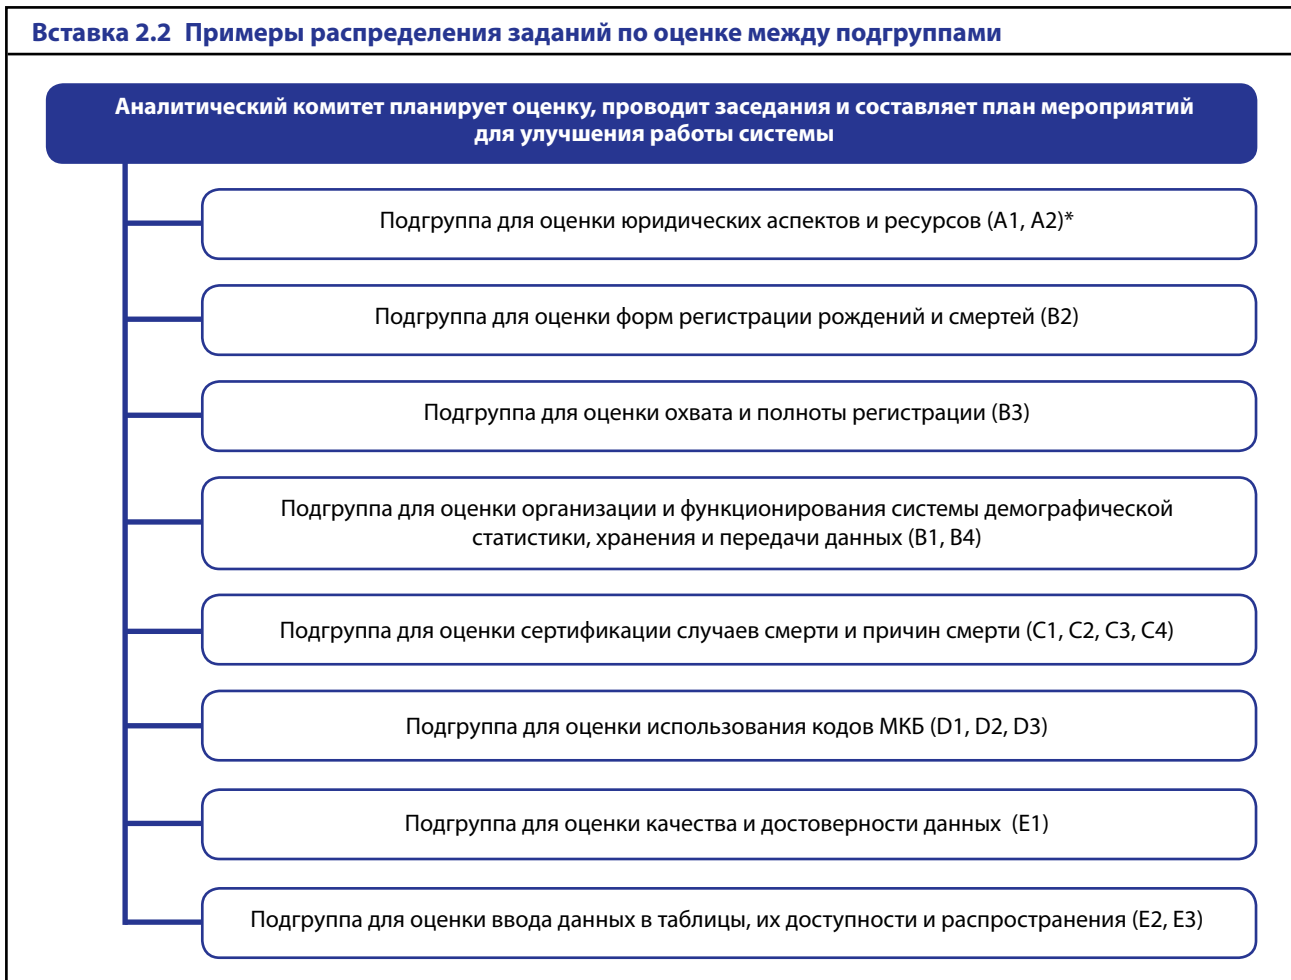 Вставка 2.2 Примеры распределения заданий по оценке между подгруппами
Аналитический комитет планирует оценку, проводит заседания и составляет план мероприятий
для улучшения работы системы
Подгруппа для оценки юридических аспектов и ресурсов (A1, A2)*
Подгруппа для оценки форм регистрации рождений и смертей (B2)
Подгруппа для оценки охвата и полноты регистрации (B3)
Подгруппа для оценки организации и функционирования системы демографической
статистики, хранения и передачи данных (B1, B4)
Подгруппа для оценки сертификации случаев смерти и причин смерти (C1, C2, C3, C4)
Подгруппа для оценки использования кодов МКБ (D1, D2, D3)
Подгруппа для оценки качества и достоверности данных (E1)
Подгруппа для оценки ввода данных в таблицы, их доступности и распространения (E2, E3)